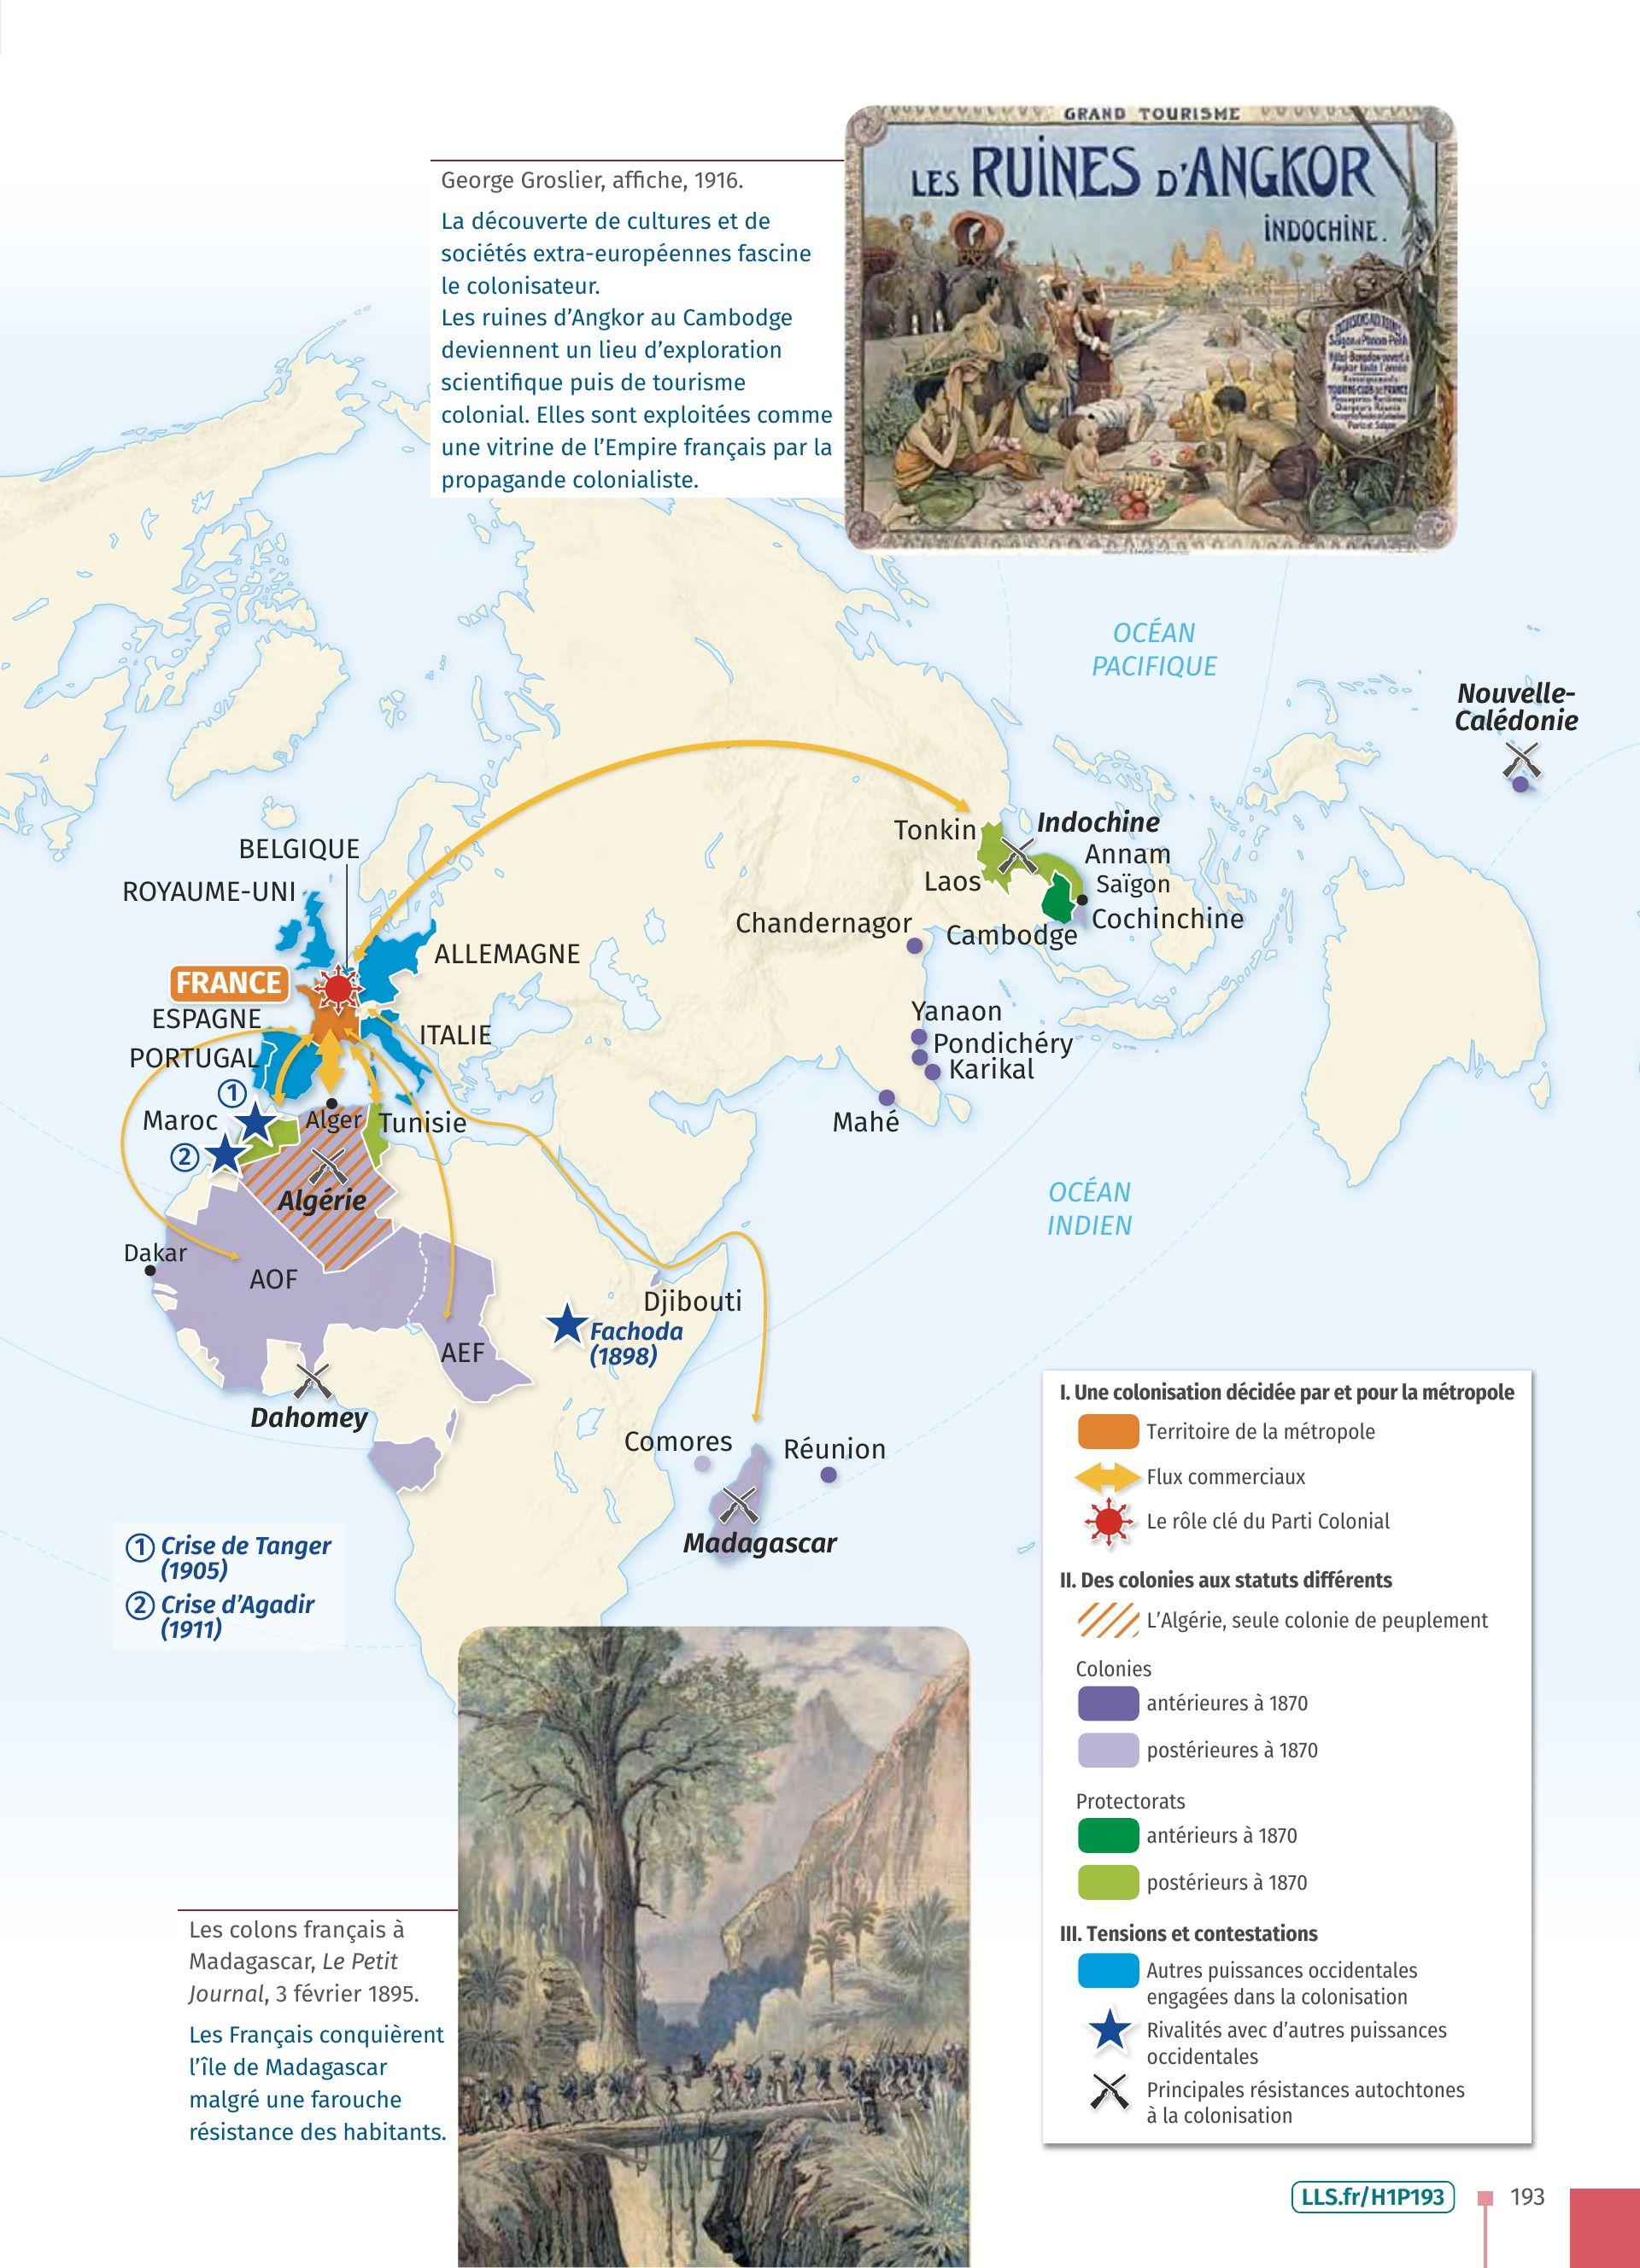 GRAND TOURISME
LES RUINES D'ANGKOR
INDOCHINE.
George Groslier, affiche, 1916.
La découverte de cultures et de
sociétés extra-européennes fascine
le colonisateur.
Les ruines d'Angkor au Cambodge
deviennent un lieu d'exploration
scientifique puis de tourisme
colonial. Elles sont exploitées comme
une vitrine de l'Empire français par la
propagande colonialiste.
OCÉAN
PACIFIQUE
Nouvelle-
Calédonie
Tonkin
Indochine
Annam
Laos
Saïgon
Cochinchine
Cambodge
Chandernagor
Yanaon
Pondichéry
Karikal
Mahé
BELGIQUE
ROYAUME-UNI
ALLEMAGNE
FRANCE
ESPAGNE
ITALIE
PORTUGAL
1
Maroc
Alger
Tunisie
2
Algérie
OCÉAN
INDIEN
Dakar
AOF
Djibouti
Fachoda
(1898)
AEF
Dahomey
Comores
Réunion
Madagascar
1 Crise de Tanger
(1905)
2 Crise d'Agadir
(1911)
I. Une colonisation décidée par et pour la métropole
Territoire de la métropole
Flux commerciaux
Le rôle clé du Parti Colonial
II. Des colonies aux statuts différents
L'Algérie, seule colonie de peuplement
Colonies
antérieures à 1870
postérieures à 1870
Protectorats
antérieurs à 1870
postérieurs à 1870
III. Tensions et contestations
Autres puissances occidentales
engagées dans la colonisation
Rivalités avec d'autres puissances
occidentales
Principales résistances autochtones
à la colonisation
Les colons français à
Madagascar, Le Petit
Journal, 3 février 1895.
Les Français conquièrent
l'île de Madagascar
malgré une farouche
résistance des habitants.
LLS.fr/H1P193
193